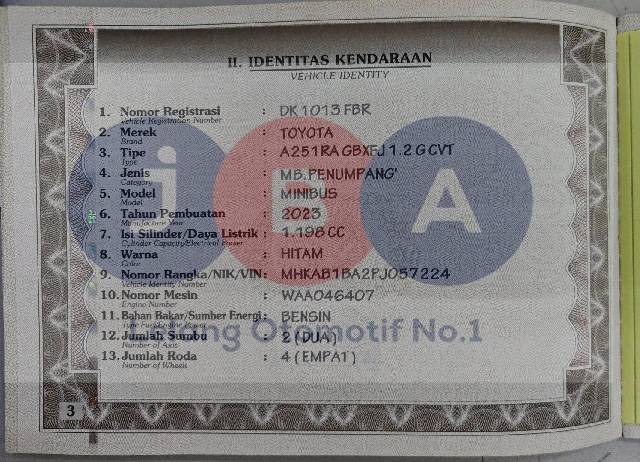 II. IDENTITAS KENDARAAN
VEHICLE IDENTITY
1. Nomor Registrasi : DK 1013 FBR
Vehicle Registration Number
2. Merek : TOYOTA
Brand
3. Tipe : A251RA GBXFJ 1.2 G CVT
Type
4. Jenis : MB. PENUMPANG'
Category
5. Model : MINIBUS
Model
6. Tahun Pembuatan : 2023
Manufacture Year
7. Isi Silinder/Daya Listrik : 1.198 CC
Cylinder Capacity/Electrical Power
8. Warna : HITAM
Color
9. Nomor Rangka/NIK/VIN : MHKAB1BA2PJ057224
Vehicle Identity Number
10. Nomor Mesin : WAA046407
Engine Number
11. Bahan Bakar/Sumber Energi : BENSIN
12. Jumlah Sumbu : 2 (DUA)
Number of Axis
13. Jumlah Roda : 4 (EMPAT)
Number of Wheels
3
j B A
Otomotif No.1